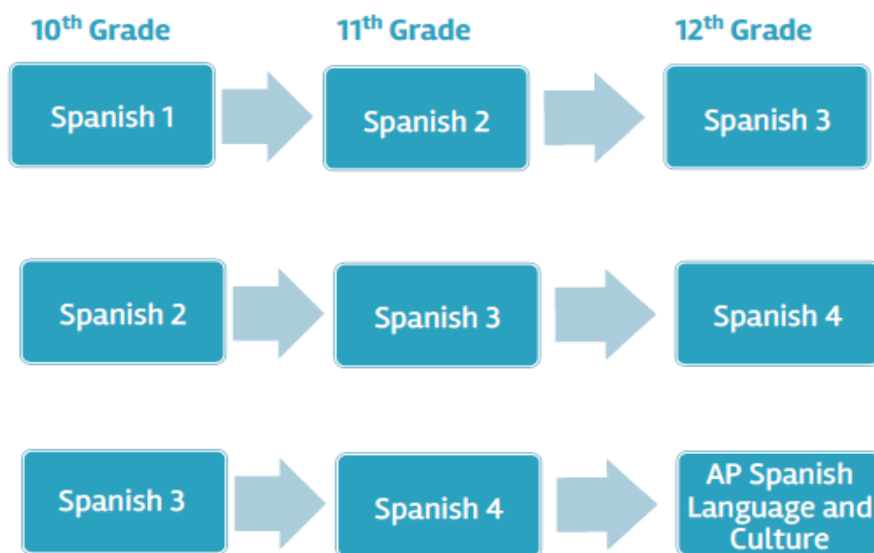 10th Grade
11th Grade
12th Grade
Spanish 1
Spanish 2
Spanish 3
Spanish 2
Spanish 3
Spanish 4
Spanish 3
Spanish 4
AP Spanish
Language and
Culture